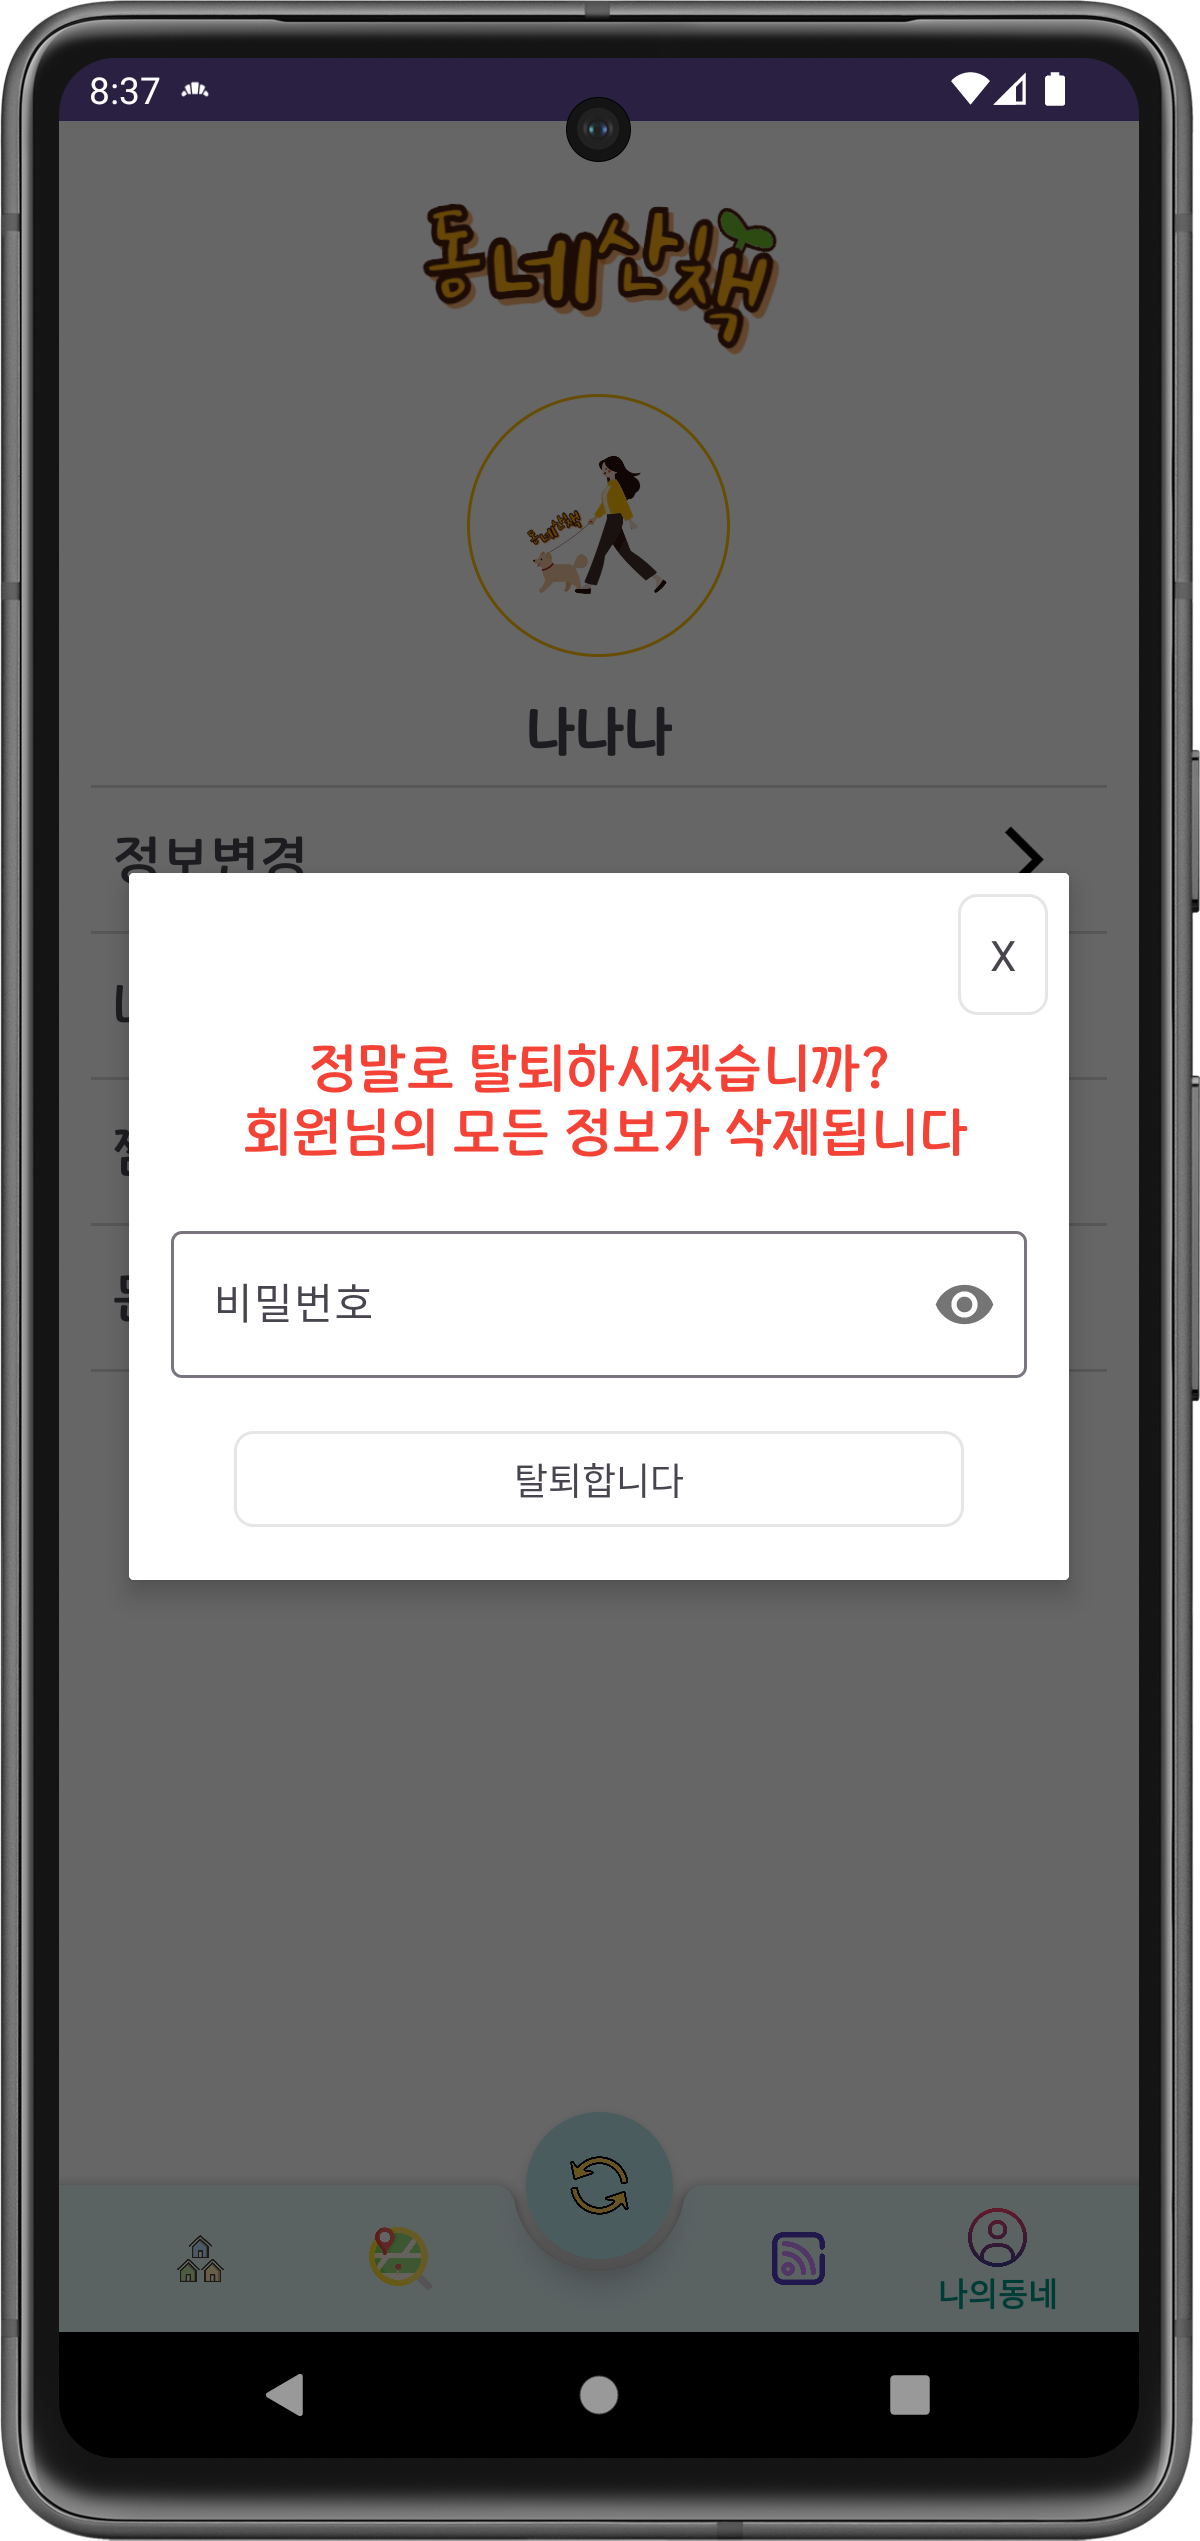 8:37
동네산책
동네산책
나나나
정보변경
X
정말로 탈퇴하시겠습니까?
회원님의 모든 정보가 삭제됩니다
비밀번호
탈퇴합니다
나의동네